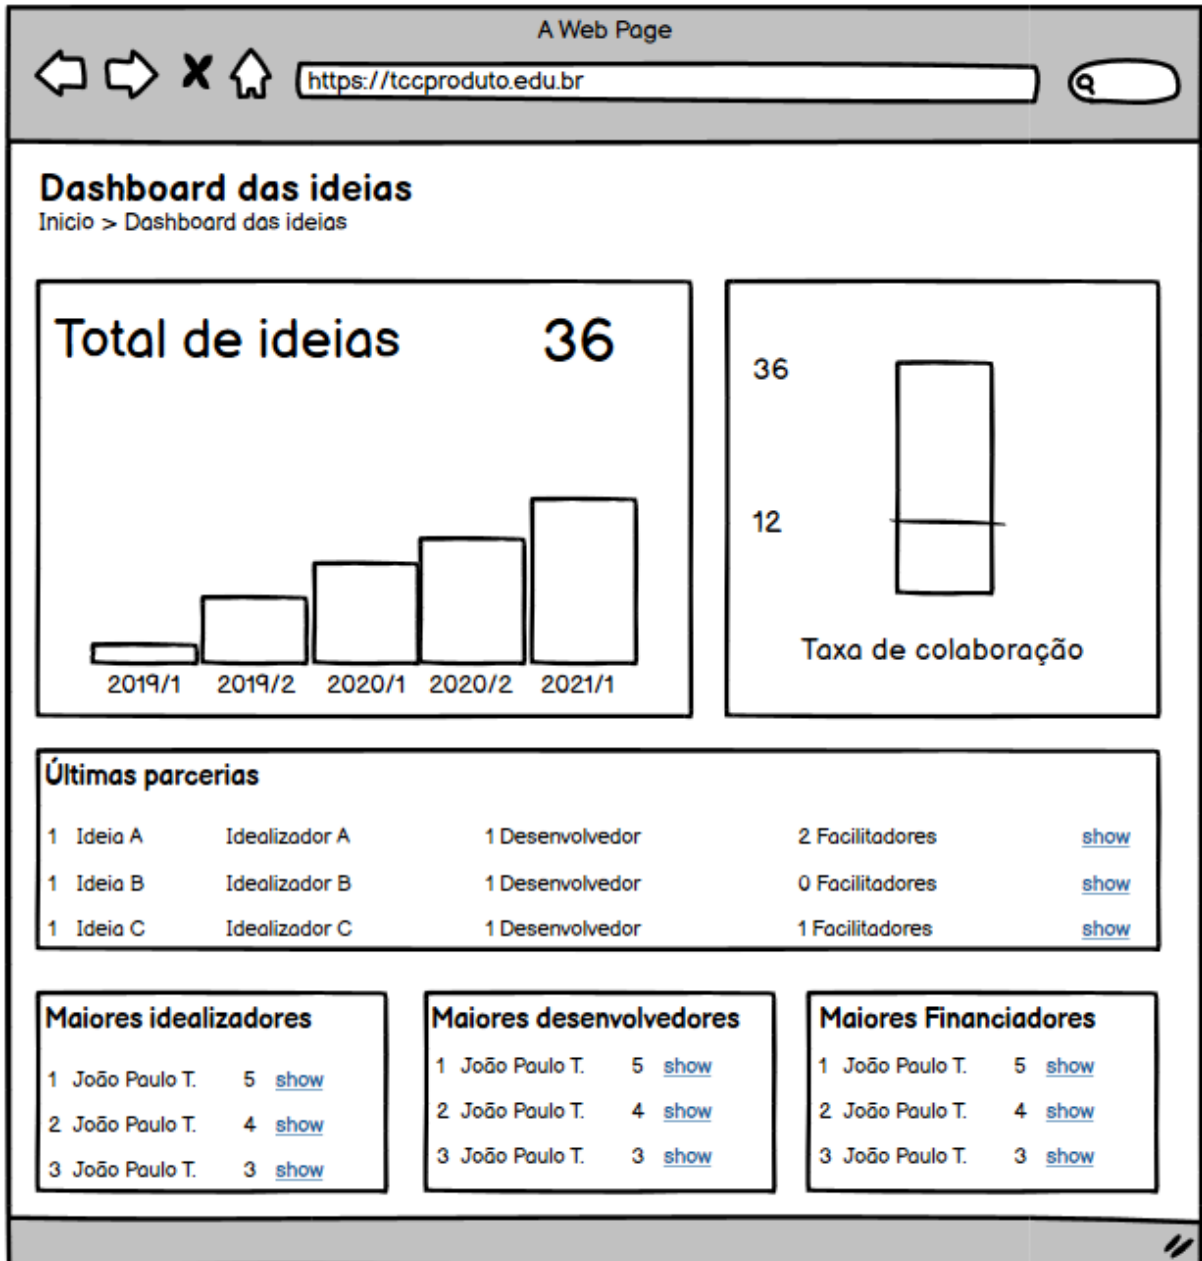 A Web Page
https://tccproduto.edu.br
Dashboard das ideias
Inicio > Dashboard das ideias
Total de ideias 36
2019/1 2019/2 2020/1 2020/2 2021/1
36
12
Taxa de colaboração
Últimas parcerias
1 Ideia A Idealizador A 1 Desenvolvedor 2 Facilitadores show
1 Ideia B Idealizador B 1 Desenvolvedor 0 Facilitadores show
1 Ideia C Idealizador C 1 Desenvolvedor 1 Facilitadores show
Maiores idealizadores
1 João Paulo T. 5 show
2 João Paulo T. 4 show
3 João Paulo T. 3 show
Maiores desenvolvedores
1 João Paulo T. 5 show
2 João Paulo T. 4 show
3 João Paulo T. 3 show
Maiores Financiadores
1 João Paulo T. 5 show
2 João Paulo T. 4 show
3 João Paulo T. 3 show